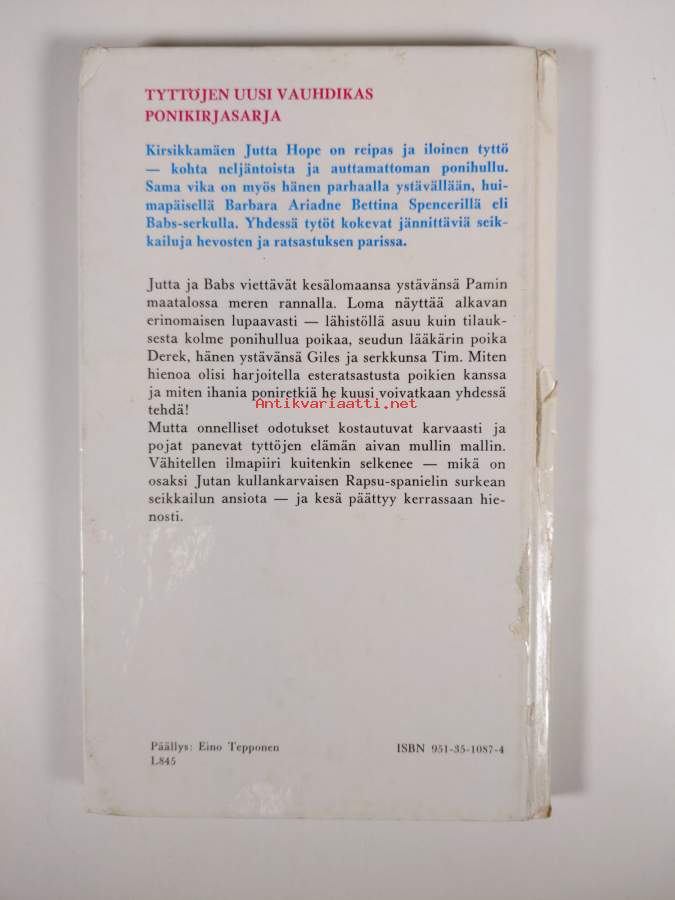 TYTTÖJEN UUSI VAUHDIKAS
PONIKIRJASARJA
Kirsikkamäen Jutta Hope on reipas ja iloinen tyttö
— kohta neljäntoista ja auttamattoman ponihullu.
Sama vika on myös hänen parhaalla ystävällään, hui-
mapäisellä Barbara Ariadne Bettina Spencerillä eli
Babs-serkulla. Yhdessä tytöt kokevat jännittäviä seik-
kailuja hevosten ja ratsastuksen parissa.
Jutta ja Babs viettävät kesälomaansa ystävänsä Pamin
maatalossa meren rannalla. Loma näyttää alkavan
erinomaisen lupaavasti — lähistöllä asuu kuin tilauk-
sesta kolme ponihullua poikaa, seudun lääkärin poika
Derek, hänen ystävänsä Giles ja serkkunsa Tim. Miten
hienoa olisi harjoitella esteratsastusta poikien kanssa
ja miten ihania poniretkiä he kuusi voivatkaan yhdessä
tehdä!
Antikvariaatti.net
Mutta onnelliset odotukset kostautuvat karvaasti ja
pojat panevat tyttöjen elämän aivan mullin mallin.
Vähitellen ilmapiiri kuitenkin selkenee — mikä on
osaksi Jutan kullankarvaisen Rapsu-spanielin surkean
seikkailun ansiota — ja kesä päättyy kerrassaan hie-
nosti.
Päällys: Eino Tepponen
L845
ISBN 951-35-1087-4